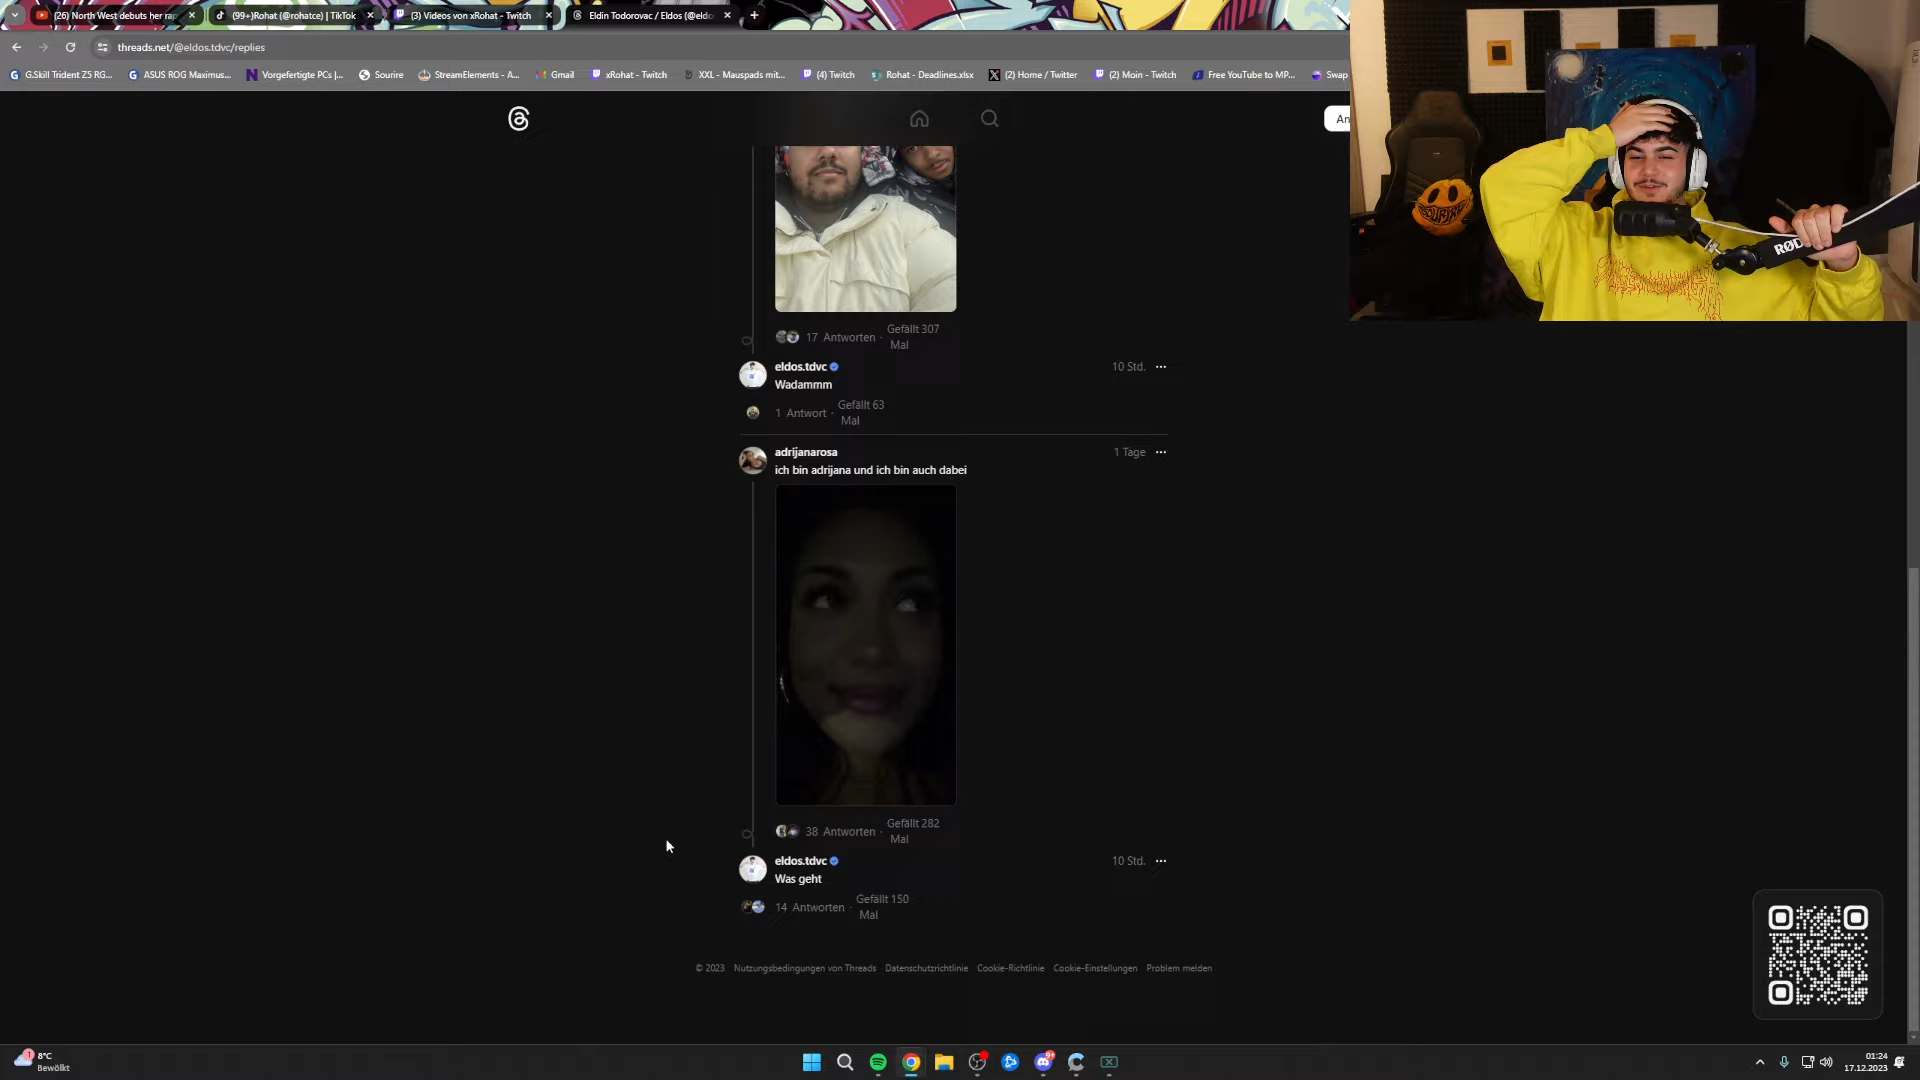 (26) North West debuts her rap
(99+)Rohat (@rohatce) | TikTok
(3) Videos von xRohat - Twitch
Eldin Todorovac / Eldos (@eldo
threads.net/@eldos.tdvc/replies
G.Skill Trident Z5 RG...
ASUS ROG Maximus...
Vorgefertigte PCs |...
Sourire
StreamElements - A...
Gmail
xRohat - Twitch
XXL - Mauspads mit...
(4) Twitch
Rohat - Deadlines.xlsx
(2) Home / Twitter
(2) Moin - Twitch
Free YouTube to MP...
Swap
An
RØD
17 Antworten · Gefällt 307
Mal
eldos.tdvc
10 Std.
Wadammm
1 Antwort · Gefällt 63
Mal
adrijanarosa
1 Tage
ich bin adrijana und ich bin auch dabei
38 Antworten · Gefällt 282
Mal
eldos.tdvc
10 Std.
Was geht
14 Antworten · Gefällt 150
Mal
© 2023 Nutzungsbedingungen von Threads Datenschutzrichtlinie Cookie-Richtlinie Cookie-Einstellungen Problem melden
1
8°C
Bewölkt
9+
01:24
17.12.2023